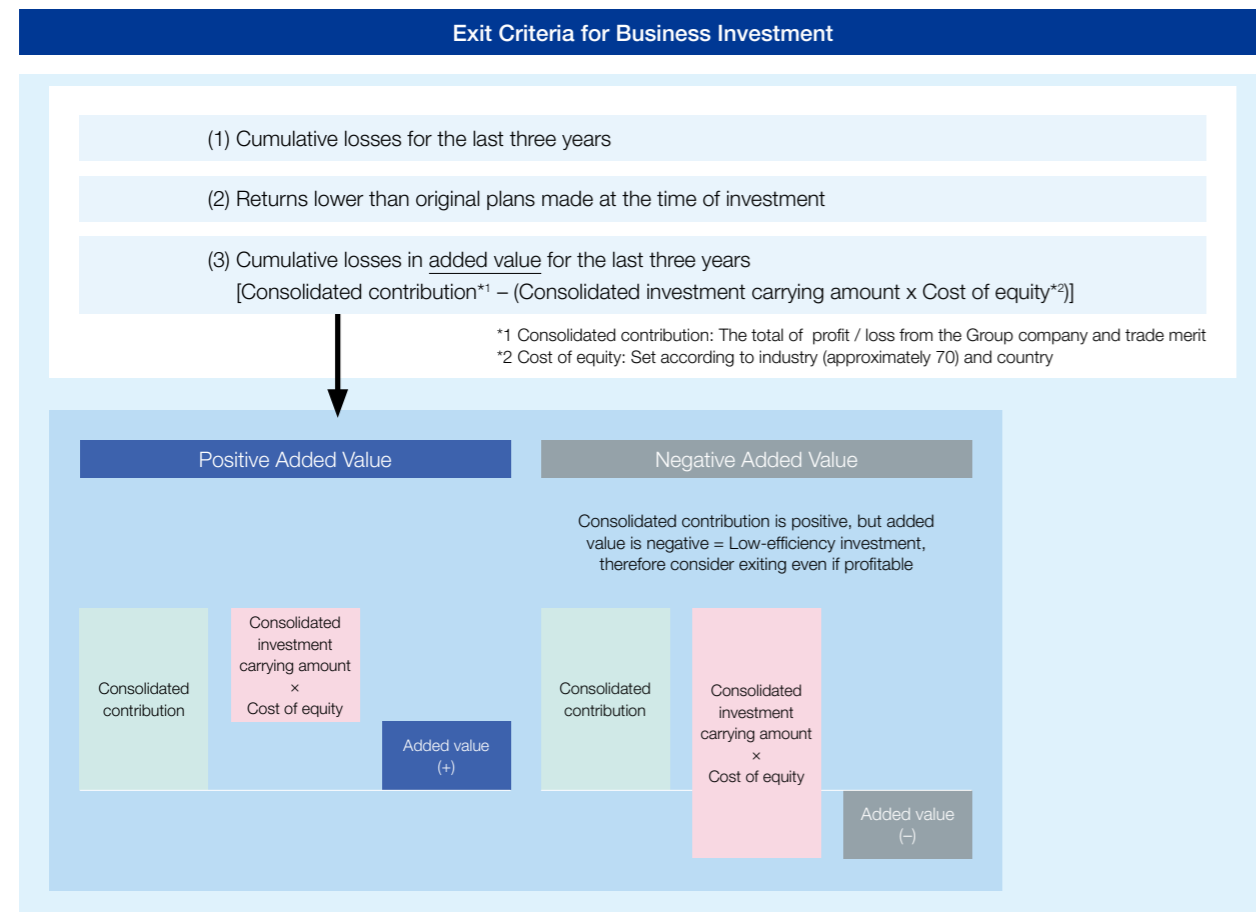 Exit Criteria for Business Investment
(1) Cumulative losses for the last three years
(2) Returns lower than original plans made at the time of investment
(3) Cumulative losses in added value for the last three years
[Consolidated contribution*1 – (Consolidated investment carrying amount x Cost of equity*2)]
*1 Consolidated contribution: The total of profit / loss from the Group company and trade merit
*2 Cost of equity: Set according to industry (approximately 70) and country
Positive Added Value
Consolidated
contribution
Consolidated
investment
carrying amount
×
Cost of equity
Added value
(+)
Negative Added Value
Consolidated contribution is positive, but added
value is negative = Low-efficiency investment,
therefore consider exiting even if profitable
Consolidated
contribution
Consolidated
investment
carrying amount
×
Cost of equity
Added value
(–)